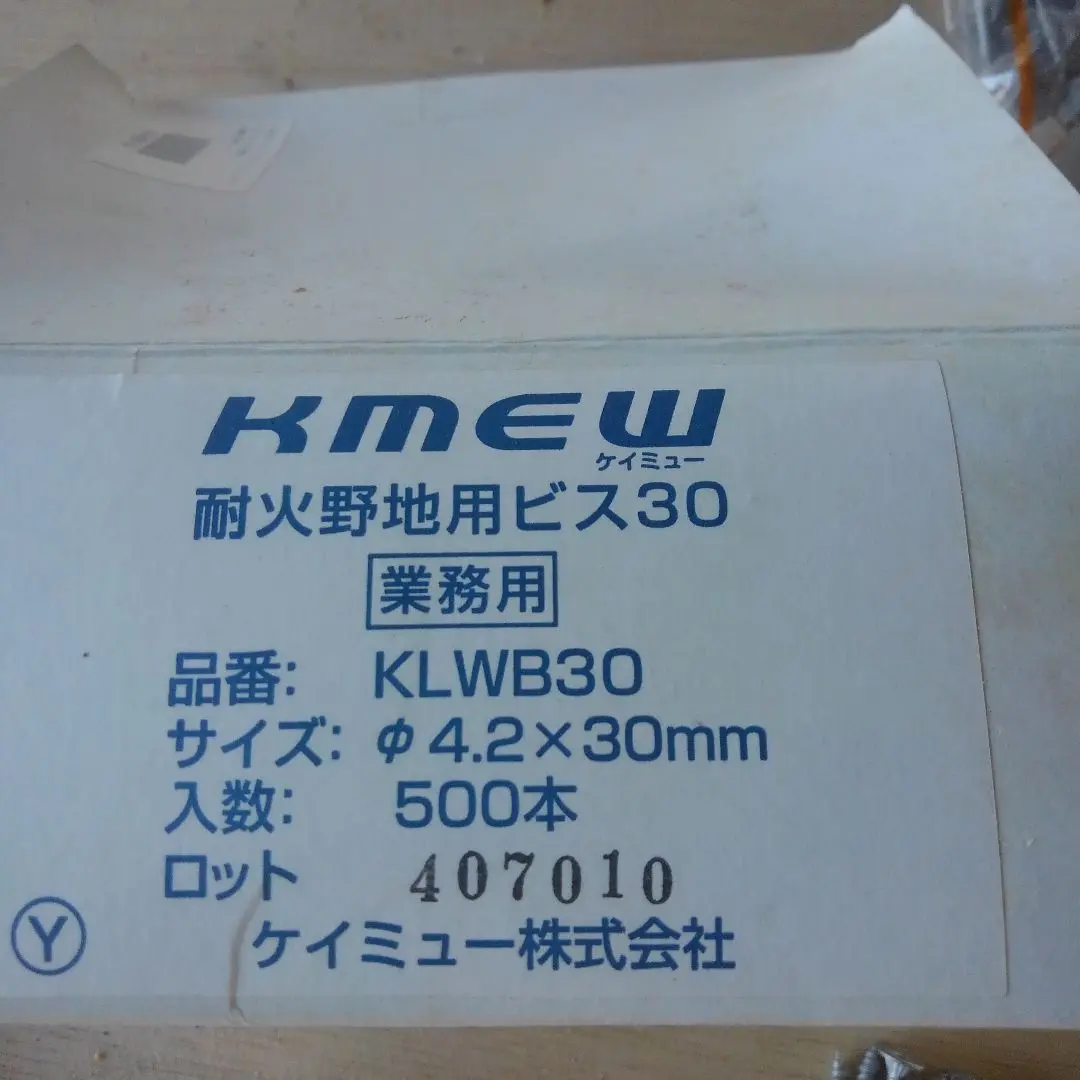 KMEW
ケイミュー
耐火野地用ビス30
業務用
品番: KLWB30
サイズ: φ4.2×30mm
入数: 500本
ロット 407010
Y ケイミュー株式会社